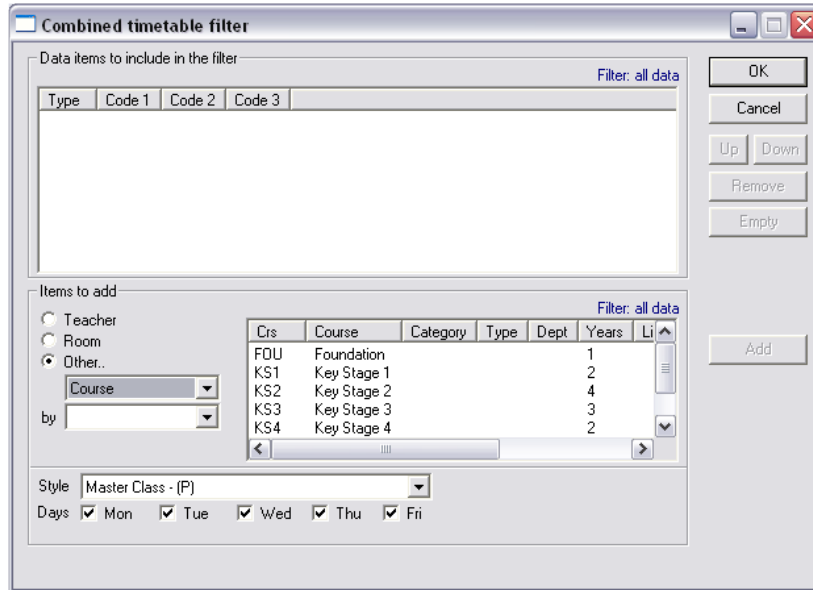 Combined timetable filter
Data items to include in the filter
Filter: all data
Type Code 1 Code 2 Code 3
OK
Cancel
Up Down
Remove
Empty
Items to add
Filter: all data
Teacher
Room
Other..
Course
by
Crs Course Category Type Dept Years Li
FOU Foundation 1
KS1 Key Stage 1 2
KS2 Key Stage 2 4
KS3 Key Stage 3 3
KS4 Key Stage 4 2
Add
Style Master Class - (P)
Days Mon Tue Wed Thu Fri